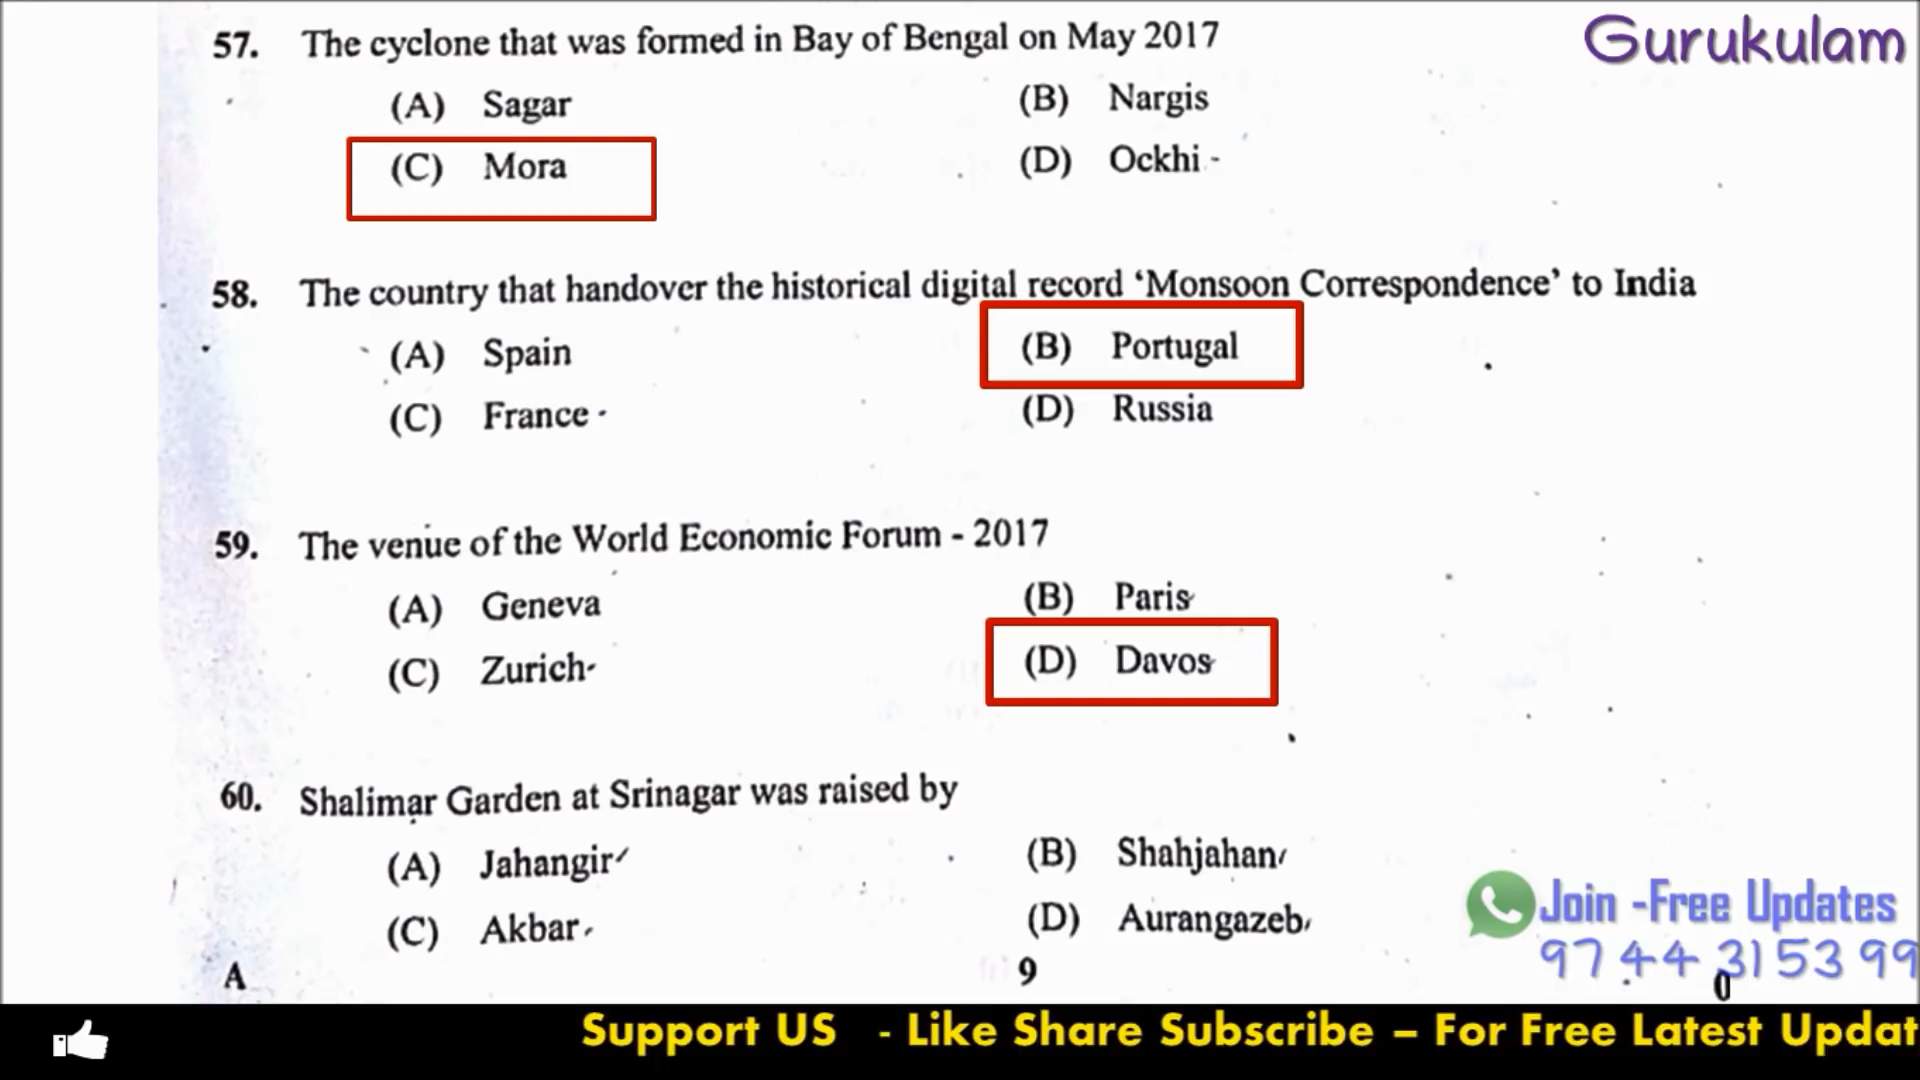 Gurukulam
57. The cyclone that was formed in Bay of Bengal on May 2017
(A) Sagar (B) Nargis
(C) Mora (D) Ockhi
58. The country that handover the historical digital record ‘Monsoon Correspondence’ to India
(A) Spain (B) Portugal
(C) France (D) Russia
59. The venue of the World Economic Forum - 2017
(A) Geneva (B) Paris
(C) Zurich (D) Davos
60. Shalimar Garden at Srinagar was raised by
(A) Jahangir (B) Shahjahan
(C) Akbar (D) Aurangazeb
Join -Free Updates
9744 3153 99
A 9 0
Support US - Like Share Subscribe – For Free Latest Updat